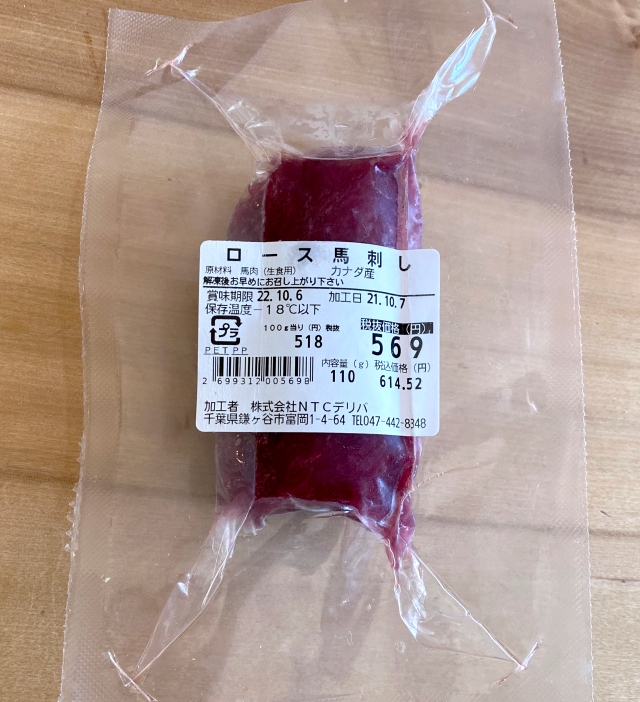 ロース馬刺し
原材料 馬肉（生食用） カナダ産
解凍後お早めにお召し上がり下さい
賞味期限 22.10.6 加工日 21.10.7
保存温度－18℃以下
プラ 100g当り（円）税抜 税抜価格（円）
518 569
PET PP 内容量（g） 税込価格（円）
110 614.52
2 699312 005698
加工者 株式会社NTCデリバ
千葉県鎌ヶ谷市富岡1-4-64 TEL047-442-8348